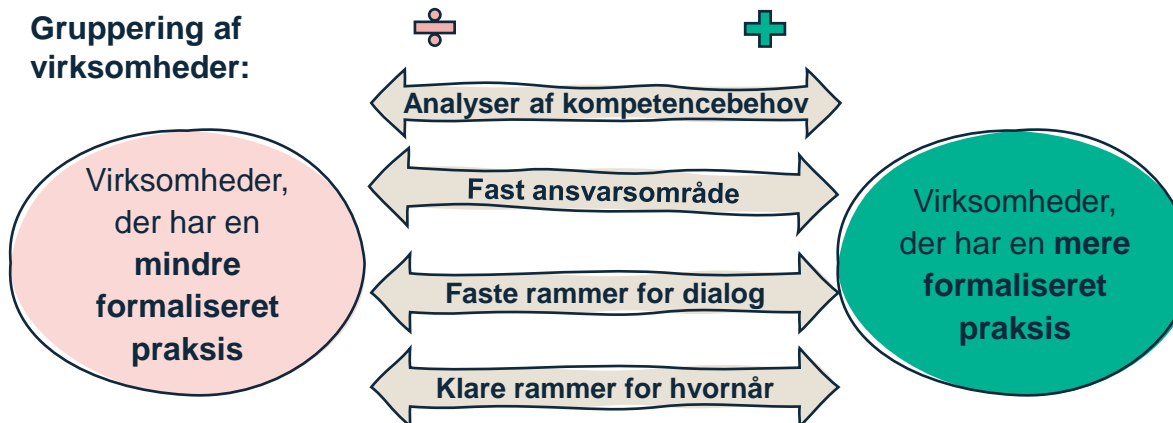 Gruppering af
virksomheder:
Analyser af kompetencebehov
Fast ansvarsområde
Faste rammer for dialog
Klare rammer for hvornår
Virksomheder,
der har en
mindre
formaliseret
praksis
Virksomheder,
der har en mere
formaliseret
praksis